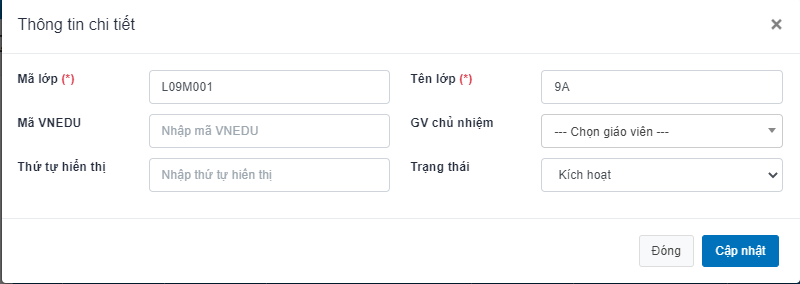 Thông tin chi tiết
×
Mã lớp (*)
L09M001
Tên lớp (*)
9A
Mã VNEDU
Nhập mã VNEDU
GV chủ nhiệm
--- Chọn giáo viên ---
Thứ tự hiển thị
Nhập thứ tự hiển thị
Trạng thái
Kích hoạt
Đóng
Cập nhật